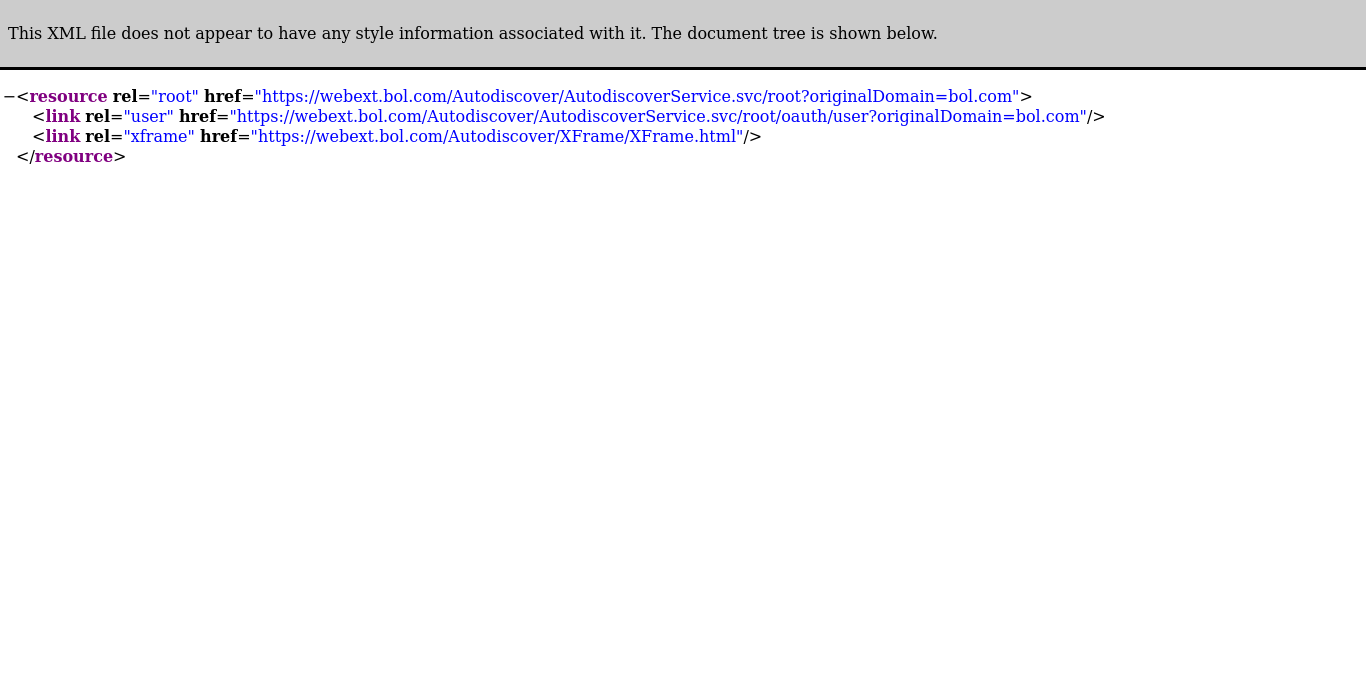 This XML file does not appear to have any style information associated with it. The document tree is shown below.
−<resource rel="root" href="https://webext.bol.com/Autodiscover/AutodiscoverService.svc/root?originalDomain=bol.com">
<link rel="user" href="https://webext.bol.com/Autodiscover/AutodiscoverService.svc/root/oauth/user?originalDomain=bol.com"/>
<link rel="xframe" href="https://webext.bol.com/Autodiscover/XFrame/XFrame.html"/>
</resource>